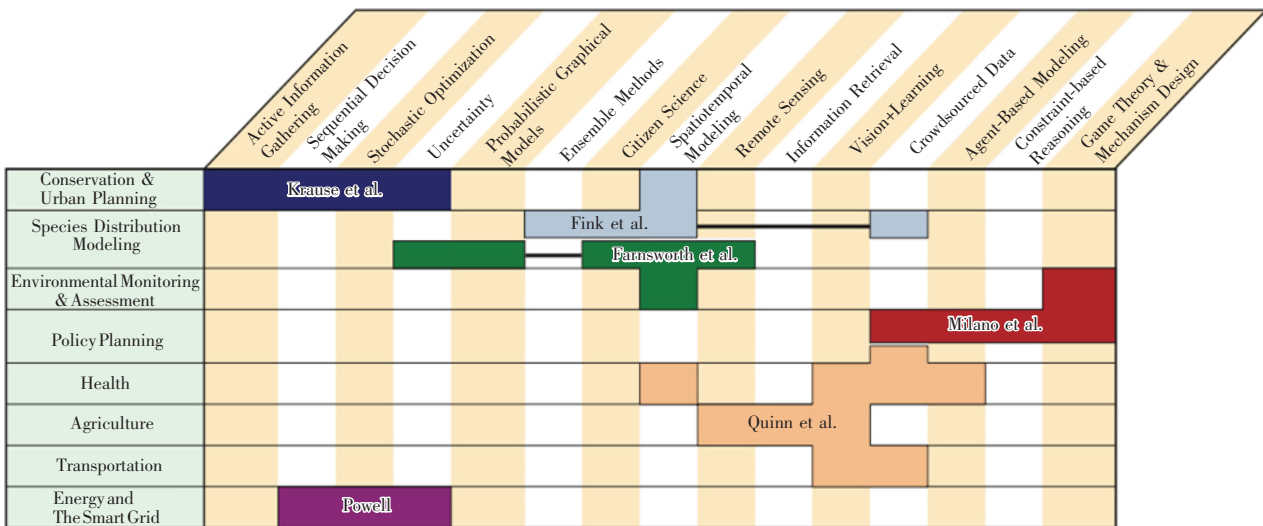 Active Information
Gathering
Sequential Decision
Making
Stochastic Optimization
Uncertainty
Probabilistic Graphical
Models
Ensemble Methods
Citizen Science
Spatiotemporal
Modeling
Remote Sensing
Information Retrieval
Vision+Learning
Crowdsourced Data
Agent-Based Modeling
Constraint-based
Reasoning
Game Theory &
Mechanism Design
Conservation &
Urban Planning
Krause et al.
Species Distribution
Modeling
Fink et al.
Farnsworth et al.
Environmental Monitoring
& Assessment
Policy Planning
Milano et al.
Health
Agriculture
Quinn et al.
Transportation
Energy and
The Smart Grid
Powell